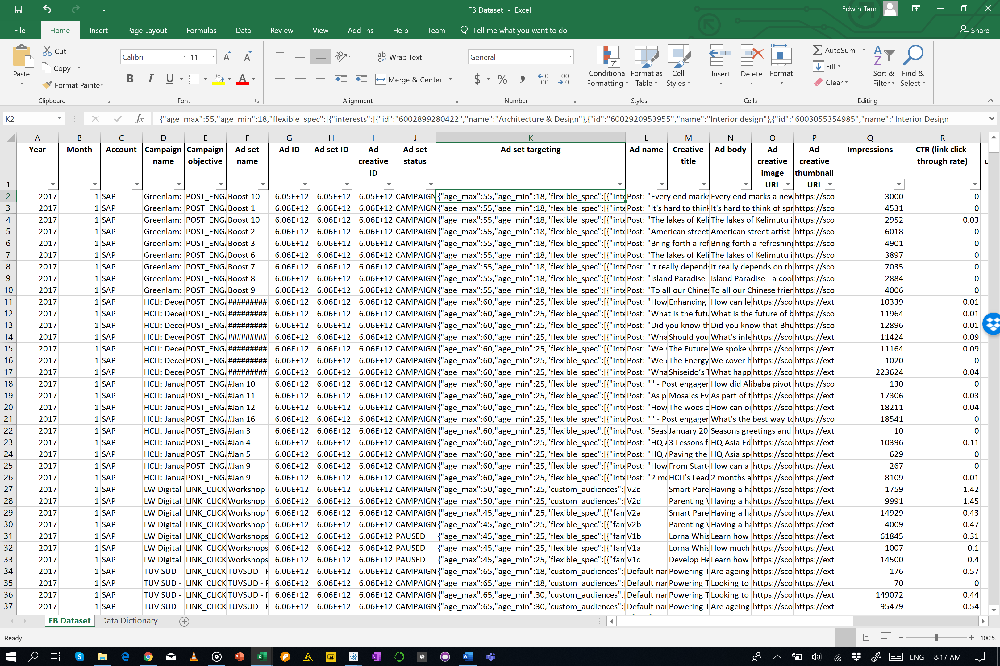 FB Dataset - Excel
Edwin Tam
File Home Insert Page Layout Formulas Data Review View Add-ins Help Team Tell me what you want to do Share
Paste
Cut
Copy
Format Painter
Clipboard
Calibri 11
B I U
Font
Wrap Text
Merge & Center
Alignment
General
$ % ,
Number
Conditional Formatting
Format as Table
Cell Styles
Styles
Insert Delete Format
Cells
AutoSum
Fill
Clear
Sort & Filter
Find & Select
Editing
K2 fx {"age_max":55,"age_min":18,"flexible_spec":[{"interests":[{"id":"6002899280422","name":"Architecture & Design"},{"id":"6002920953955","name":"Interior design"},{"id":"6003055354985","name":"Interior Design
A B C D E F G H I J K L M N O P Q R
1 Year Month Account Campaign name Campaign objective Ad set name Ad ID Ad set ID Ad creative ID Ad set status Ad set targeting Ad name Creative title Ad body Ad creative image URL Ad creative thumbnail URL Impressions CTR (link click-through rate)
2 2017 1 SAP Greenlam: POST_ENG Boost 10 6.05E+12 6.05E+12 6.05E+12 CAMPAIGN {"age_max":55,"age_min":18,"flexible_spec":[{"inte Post: "Every end marks Every end marks a new https://sco 3000 0
3 2017 1 SAP Greenlam: POST_ENG Boost 1 6.06E+12 6.06E+12 6.06E+12 CAMPAIGN {"age_max":55,"age_min":18,"flexible_spec":[{"inte Post: "It's hard to think It's hard to think of spr https://sco 4531 0
4 2017 1 SAP Greenlam: POST_ENG Boost 10 6.06E+12 6.06E+12 6.06E+12 CAMPAIGN {"age_max":55,"age_min":18,"flexible_spec":[{"inte Post: "The lakes of Keli The lakes of Kelimutu i https://sco 2952 0.03
5 2017 1 SAP Greenlam: POST_ENG Boost 2 6.06E+12 6.06E+12 6.06E+12 CAMPAIGN {"age_max":55,"age_min":18,"flexible_spec":[{"inte Post: "American street American street artist https://sco 6018 0
6 2017 1 SAP Greenlam: POST_ENG Boost 3 6.06E+12 6.06E+12 6.06E+12 CAMPAIGN {"age_max":55,"age_min":18,"flexible_spec":[{"inte Post: "Bring forth a ref Bring forth a refreshing https://sco 4901 0
7 2017 1 SAP Greenlam: POST_ENG Boost 6 6.06E+12 6.06E+12 6.06E+12 CAMPAIGN {"age_max":55,"age_min":18,"flexible_spec":[{"inte Post: "The lakes of Keli The lakes of Kelimutu i https://sco 3897 0
8 2017 1 SAP Greenlam: POST_ENG Boost 7 6.06E+12 6.06E+12 6.06E+12 CAMPAIGN {"age_max":55,"age_min":18,"flexible_spec":[{"inte Post: "It really depends It really depends on the https://sco 7035 0
9 2017 1 SAP Greenlam: POST_ENG Boost 8 6.06E+12 6.06E+12 6.06E+12 CAMPAIGN {"age_max":55,"age_min":18,"flexible_spec":[{"inte Post: "Island Paradise - Island Paradise - a cool https://sco 2884 0
10 2017 1 SAP Greenlam: POST_ENG Boost 9 6.06E+12 6.06E+12 6.06E+12 CAMPAIGN {"age_max":55,"age_min":18,"flexible_spec":[{"inte Post: "To all our Chines To all our Chinese frien https://sco 4006 0
11 2017 1 SAP HCLI: Decer POST_ENG ######### 6.06E+12 6.06E+12 6.06E+12 CAMPAIGN {"age_max":60,"age_min":25,"flexible_spec":[{"inte Post: "How Enhancing How can le https://sco https://ext 10339 0.01
12 2017 1 SAP HCLI: Decer POST_ENG ######### 6.06E+12 6.06E+12 6.06E+12 CAMPAIGN {"age_max":60,"age_min":25,"flexible_spec":[{"inte Post: "What is the futu What is the future of b https://sco 11964 0.01
13 2017 1 SAP HCLI: Decer POST_ENG ######### 6.06E+12 6.06E+12 6.06E+12 CAMPAIGN {"age_max":60,"age_min":25,"flexible_spec":[{"inte Post: "Did you know th Did you know that Bhu https://sco 12896 0.01
14 2017 1 SAP HCLI: Decer POST_ENG ######### 6.06E+12 6.06E+12 6.06E+12 CAMPAIGN {"age_max":60,"age_min":25,"flexible_spec":[{"inte Post: "Wha Should you What's infe https://sco https://ext 11424 0.09
15 2017 1 SAP HCLI: Decer POST_ENG ######### 6.06E+12 6.06E+12 6.06E+12 CAMPAIGN {"age_max":60,"age_min":25,"flexible_spec":[{"inte Post: "We s The Future We spoke v https://sco https://ext 11164 0.09
16 2017 1 SAP HCLI: Decer POST_ENG ######### 6.06E+12 6.06E+12 6.06E+12 CAMPAIGN {"age_max":60,"age_min":25,"flexible_spec":[{"inte Post: "We c The Energy We cover h https://sco https://ext 1020 0
17 2017 1 SAP HCLI: Decer POST_ENG ######### 6.06E+12 6.06E+12 6.06E+12 CAMPAIGN {"age_max":60,"age_min":25,"flexible_spec":[{"inte Post: "Wha Shiseido’s T What happ https://sco https://ext 223624 0.04
18 2017 1 SAP HCLI: Janua POST_ENG #Jan 10 6.06E+12 6.06E+12 6.06E+12 CAMPAIGN {"age_max":60,"age_min":25,"flexible_spec":[{"inte Post: "" - Post engagen How did Alibaba pivot https://sco 130 0
19 2017 1 SAP HCLI: Janua POST_ENG #Jan 11 6.06E+12 6.06E+12 6.06E+12 CAMPAIGN {"age_max":60,"age_min":25,"flexible_spec":[{"inte Post: "As pa Mosaics Ev As part of t https://sco https://ext 17306 0.03
20 2017 1 SAP HCLI: Janua POST_ENG #Jan 12 6.06E+12 6.06E+12 6.06E+12 CAMPAIGN {"age_max":60,"age_min":25,"flexible_spec":[{"inte Post: "How The woes o How can or https://sco https://ext 18211 0.04
21 2017 1 SAP HCLI: Janua POST_ENG #Jan 16 6.06E+12 6.06E+12 6.06E+12 CAMPAIGN {"age_max":60,"age_min":25,"flexible_spec":[{"inte Post: "" - Post engagen What's the best way to https://sco 18541 0
22 2017 1 SAP HCLI: Janua POST_ENG #Jan 3 6.06E+12 6.06E+12 6.06E+12 CAMPAIGN {"age_max":60,"age_min":25,"flexible_spec":[{"inte Post: "Seas January 20 Seasons greetings and https://ext 10 0
23 2017 1 SAP HCLI: Janua POST_ENG #Jan 4 6.06E+12 6.06E+12 6.06E+12 CAMPAIGN {"age_max":60,"age_min":25,"flexible_spec":[{"inte Post: "HQ A 3 Lessons fr HQ Asia Ed https://sco https://ext 10396 0.11
24 2017 1 SAP HCLI: Janua POST_ENG #Jan 5 6.06E+12 6.06E+12 6.06E+12 CAMPAIGN {"age_max":60,"age_min":25,"flexible_spec":[{"inte Post: "HQ A Paving the HQ Asia sp https://sco https://ext 629 0
25 2017 1 SAP HCLI: Janua POST_ENG #Jan 9 6.06E+12 6.06E+12 6.06E+12 CAMPAIGN {"age_max":60,"age_min":25,"flexible_spec":[{"inte Post: "How From Start- How can a https://sco https://ext 267 0
26 2017 1 SAP HCLI: Janua POST_ENG #Jan 9 6.06E+12 6.06E+12 6.06E+12 CAMPAIGN {"age_max":60,"age_min":25,"flexible_spec":[{"inte Post: "2 mo HCLI's Lead 2 months a https://sco https://ext 8109 0.01
27 2017 1 SAP LW Digital LINK_CLICK Workshop 6.06E+12 6.06E+12 6.06E+12 CAMPAIGN {"age_max":50,"age_min":25,"custom_audiences":[ V2c Smart Pare Having a ha https://sco https://ext 1759 1.42
28 2017 1 SAP LW Digital LINK_CLICK Workshop 6.06E+12 6.06E+12 6.06E+12 CAMPAIGN {"age_max":50,"age_min":25,"custom_audiences":[ V2d Parenting V Having a ha https://sco https://ext 9991 1.45
29 2017 1 SAP LW Digital LINK_CLICK Workshop 6.06E+12 6.06E+12 6.06E+12 CAMPAIGN {"age_max":45,"age_min":25,"flexible_spec":[{"fam V2a Smart Pare Having a ha https://sco https://ext 14929 0.43
30 2017 1 SAP LW Digital LINK_CLICK Workshop 6.06E+12 6.06E+12 6.06E+12 CAMPAIGN {"age_max":45,"age_min":25,"flexible_spec":[{"fam V2b Parenting V Having a ha https://sco https://ext 4009 0.47
31 2017 1 SAP LW Digital LINK_CLICK Workshops 6.06E+12 6.06E+12 6.06E+12 PAUSED {"age_max":45,"age_min":25,"flexible_spec":[{"fam V1b Lorna Whis Learn how https://sco https://ext 61845 0.31
32 2017 1 SAP LW Digital LINK_CLICK Workshops 6.06E+12 6.06E+12 6.06E+12 PAUSED {"age_max":45,"age_min":25,"flexible_spec":[{"fam V1a Lorna Whis How much https://sco https://ext 1007 0.1
33 2017 1 SAP LW Digital LINK_CLICK Workshops 6.06E+12 6.06E+12 6.06E+12 PAUSED {"age_max":45,"age_min":25,"flexible_spec":[{"fam V1c Develop He Learn how https://sco https://ext 14500 0.4
34 2017 1 SAP TUV SUD - LINK_CLICK TUVSUD - F 6.06E+12 6.06E+12 6.06E+12 CAMPAIGN {"age_max":65,"age_min":18,"custom_audiences":[ Default nar Powering T Are ageing https://sco https://ext 176 0.57
35 2017 1 SAP TUV SUD - LINK_CLICK TUVSUD - F 6.06E+12 6.06E+12 6.06E+12 CAMPAIGN {"age_max":65,"age_min":18,"custom_audiences":[ Default nar Powering T Looking to https://sco https://ext 70 0
36 2017 1 SAP TUV SUD - LINK_CLICK TUVSUD - F 6.06E+12 6.06E+12 6.06E+12 CAMPAIGN {"age_max":65,"age_min":30,"custom_audiences":[ Default nar Powering T Looking to https://sco https://ext 149072 0.44
37 2017 1 SAP TUV SUD - LINK_CLICK TUVSUD - F 6.06E+12 6.06E+12 6.06E+12 CAMPAIGN {"age_max":65,"age_min":30,"custom_audiences":[ Default nar Powering T Are ageing https://sco https://ext 95479 0.54
FB Dataset Data Dictionary
Ready 100%
ENG 8:17 AM